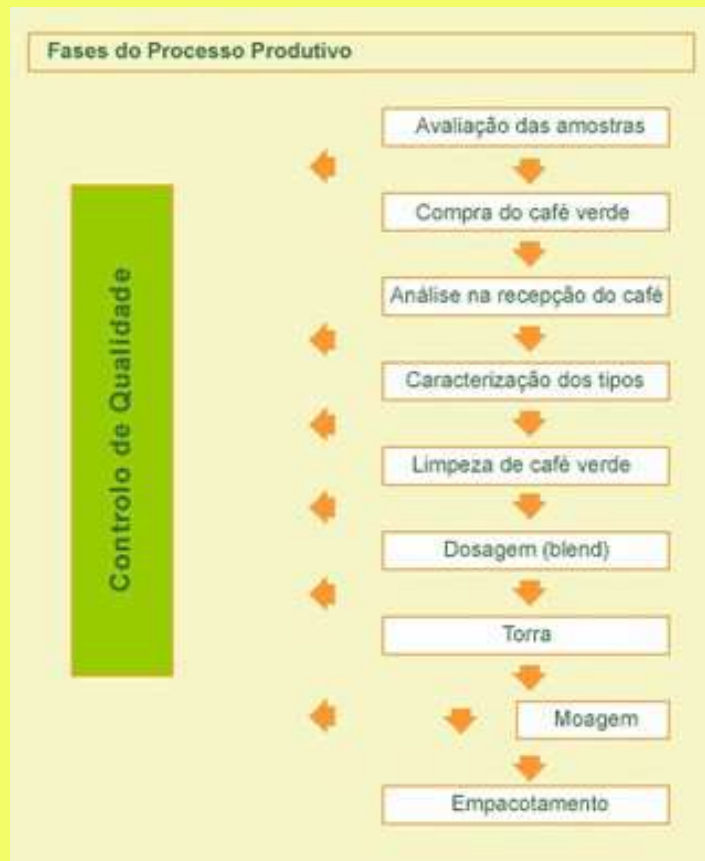 Fases do Processo Produtivo
Avaliação das amostras
Compra do café verde
Análise na recepção do café
Caracterização dos tipos
Limpeza de café verde
Dosagem (blend)
Torra
Moagem
Empacotamento
Controlo de Qualidade